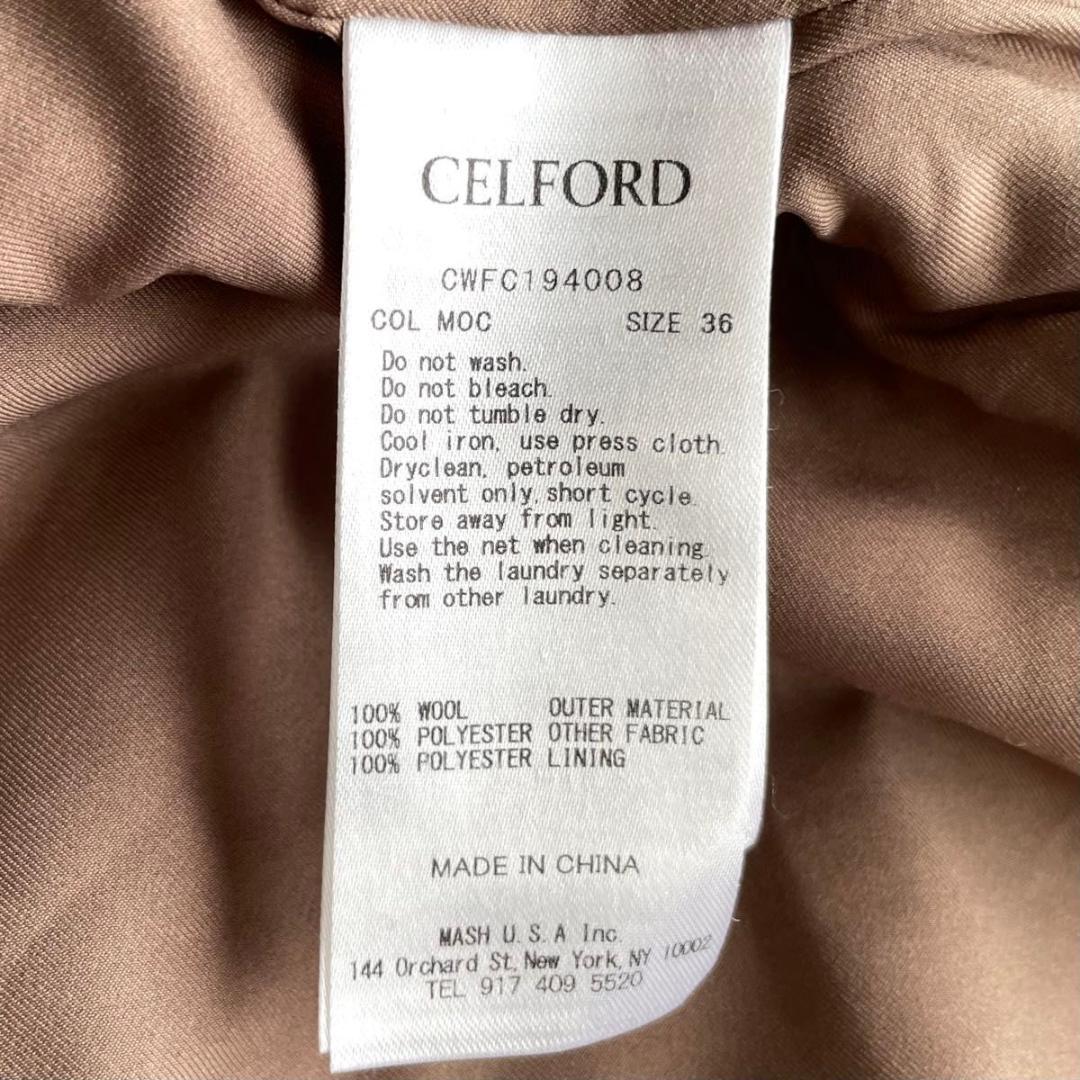 CELFORD
CWFC194008
COL MOC SIZE 36
Do not wash.
Do not bleach.
Do not tumble dry.
Cool iron, use press cloth.
Dryclean, petroleum
solvent only, short cycle.
Store away from light.
Use the net when cleaning.
Wash the laundry separately
from other laundry.
100% WOOL OUTER MATERIAL
100% POLYESTER OTHER FABRIC
100% POLYESTER LINING
MADE IN CHINA
MASH U.S.A Inc.
144 Orchard St, New York, NY 10002
TEL 917 409 5520